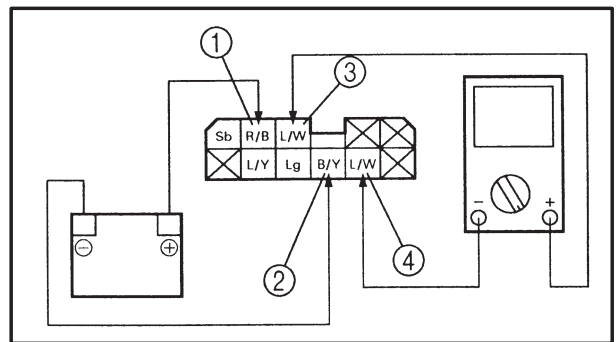 ① ③
Sb R/B L/W
L/Y Lg B/Y L/W
− +
− +
② ④